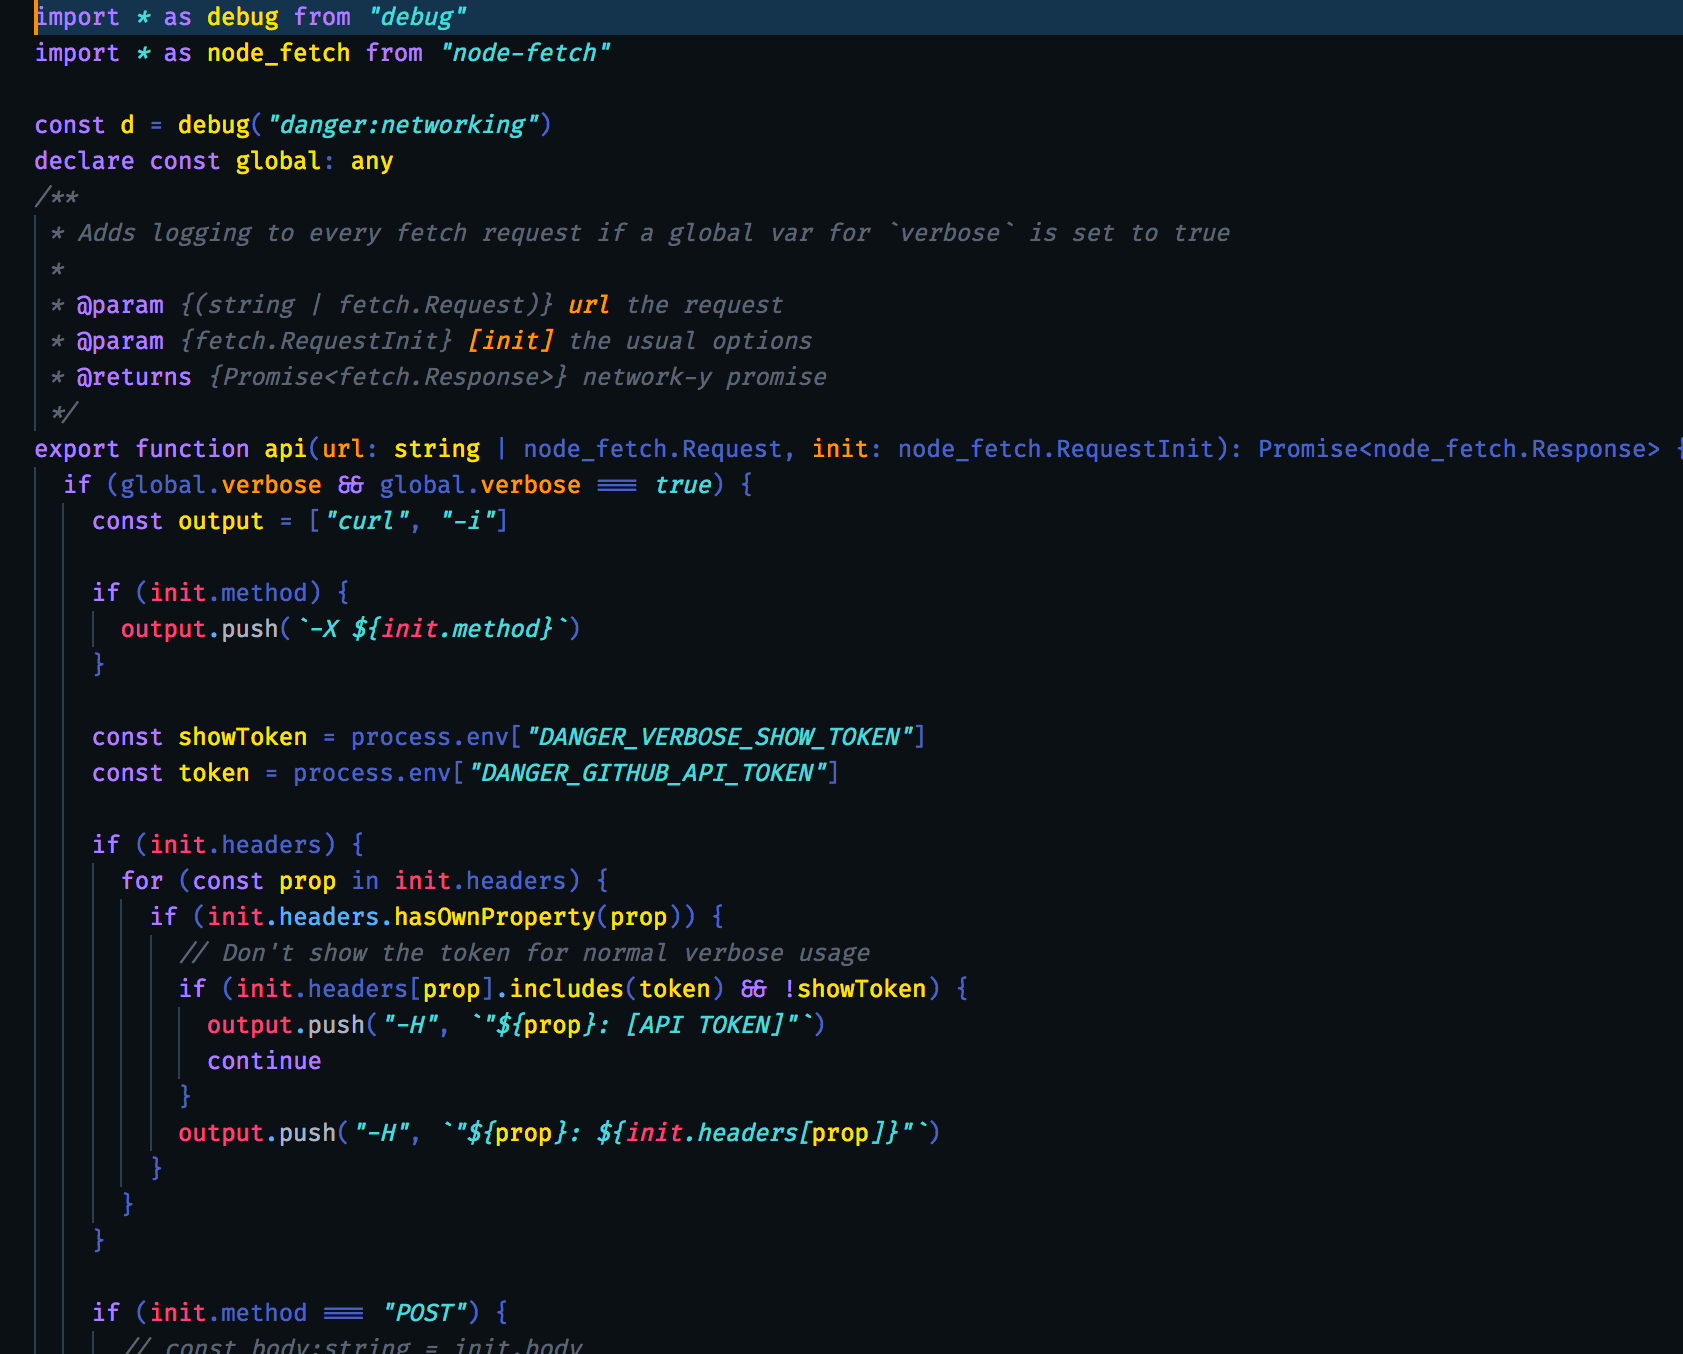 import * as debug from "debug"
import * as node_fetch from "node-fetch"
const d = debug("danger:networking")
declare const global: any
/**
* Adds logging to every fetch request if a global var for `verbose` is set to true
*
* @param {(string | fetch.Request)} url the request
* @param {fetch.RequestInit} [init] the usual options
* @returns {Promise<fetch.Response>} network-y promise
*/
export function api(url: string | node_fetch.Request, init: node_fetch.RequestInit): Promise<node_fetch.Response> {
if (global.verbose && global.verbose === true) {
const output = ["curl", "-i"]
if (init.method) {
output.push(`-X ${init.method}`)
}
const showToken = process.env["DANGER_VERBOSE_SHOW_TOKEN"]
const token = process.env["DANGER_GITHUB_API_TOKEN"]
if (init.headers) {
for (const prop in init.headers) {
if (init.headers.hasOwnProperty(prop)) {
// Don't show the token for normal verbose usage
if (init.headers[prop].includes(token) && !showToken) {
output.push("-H", `"${prop}: [API TOKEN]"`)
continue
}
output.push("-H", `"${prop}: ${init.headers[prop]}"`)
}
}
}
if (init.method === "POST") {
// const body:string = init.body